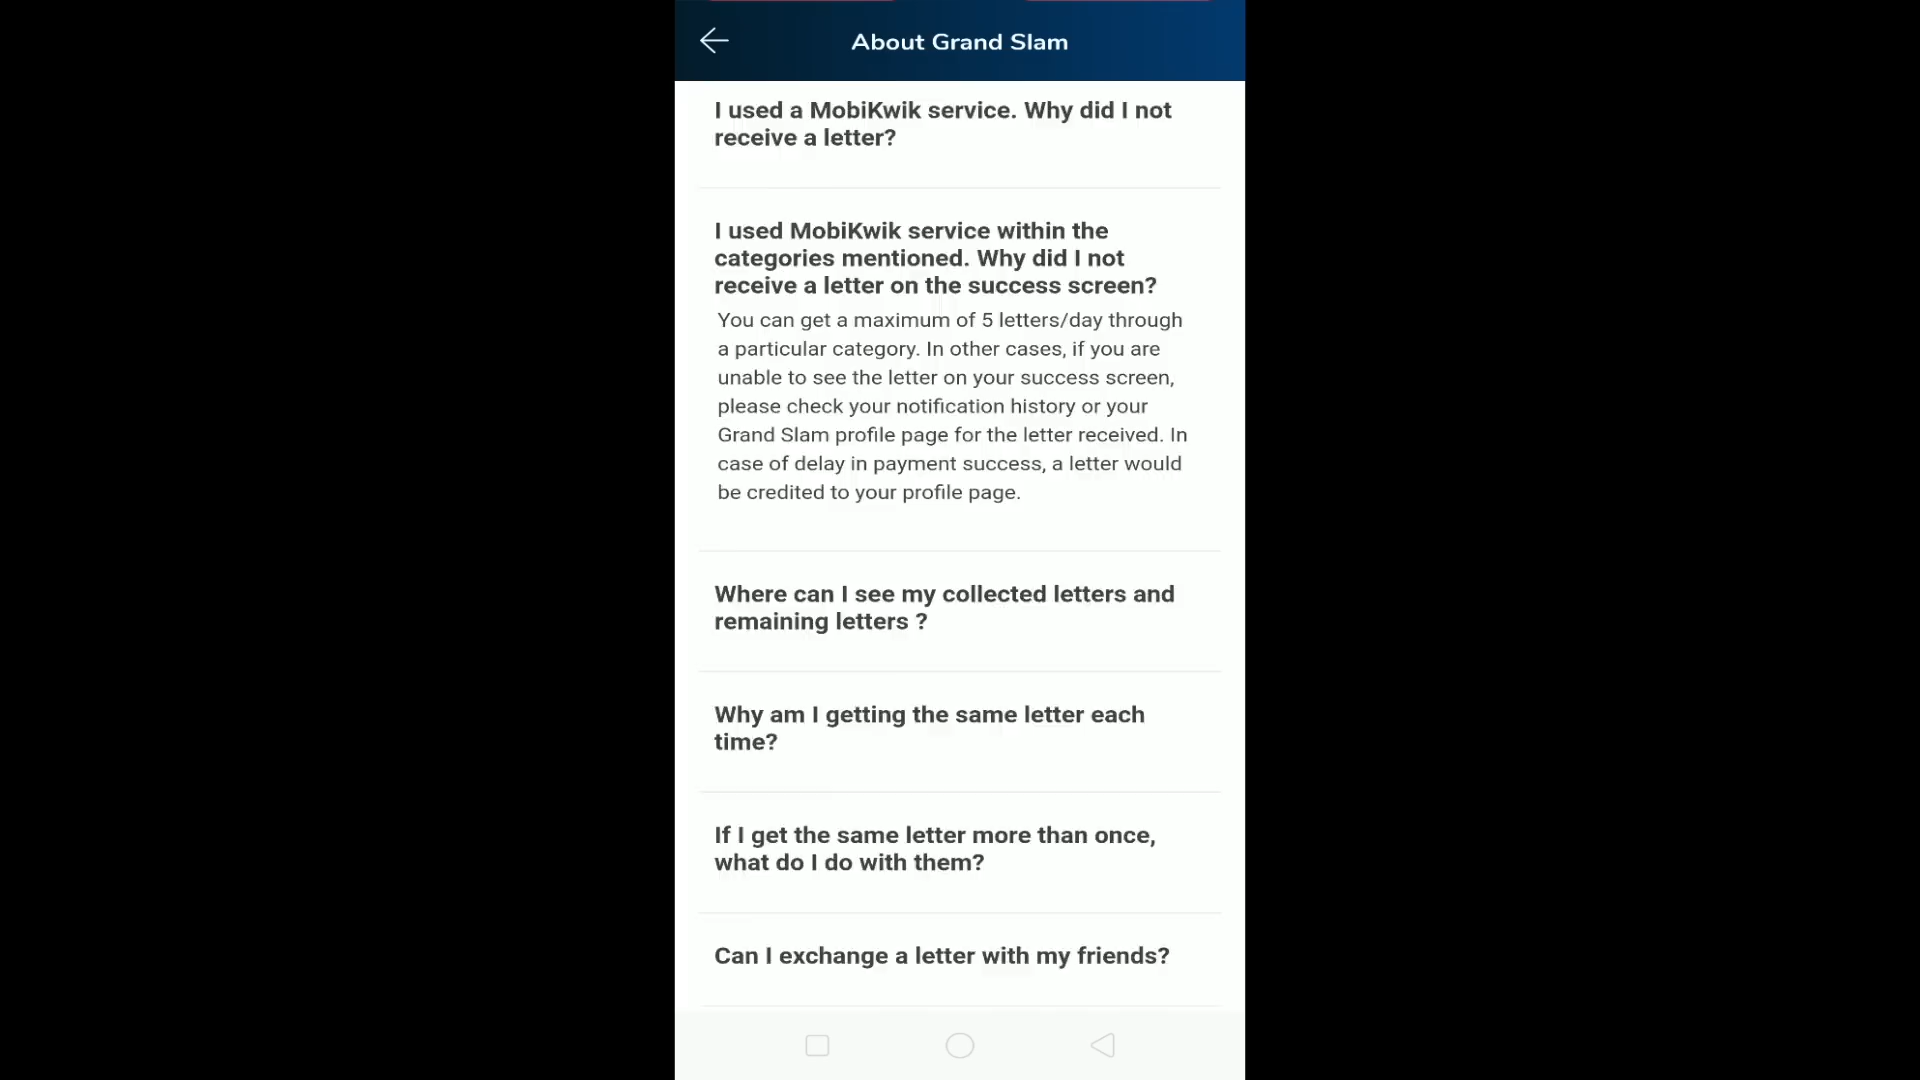 About Grand Slam
I used a MobiKwik service. Why did I not
receive a letter?
I used MobiKwik service within the
categories mentioned. Why did I not
receive a letter on the success screen?
You can get a maximum of 5 letters/day through
a particular category. In other cases, if you are
unable to see the letter on your success screen,
please check your notification history or your
Grand Slam profile page for the letter received. In
case of delay in payment success, a letter would
be credited to your profile page.
Where can I see my collected letters and
remaining letters ?
Why am I getting the same letter each
time?
If I get the same letter more than once,
what do I do with them?
Can I exchange a letter with my friends?